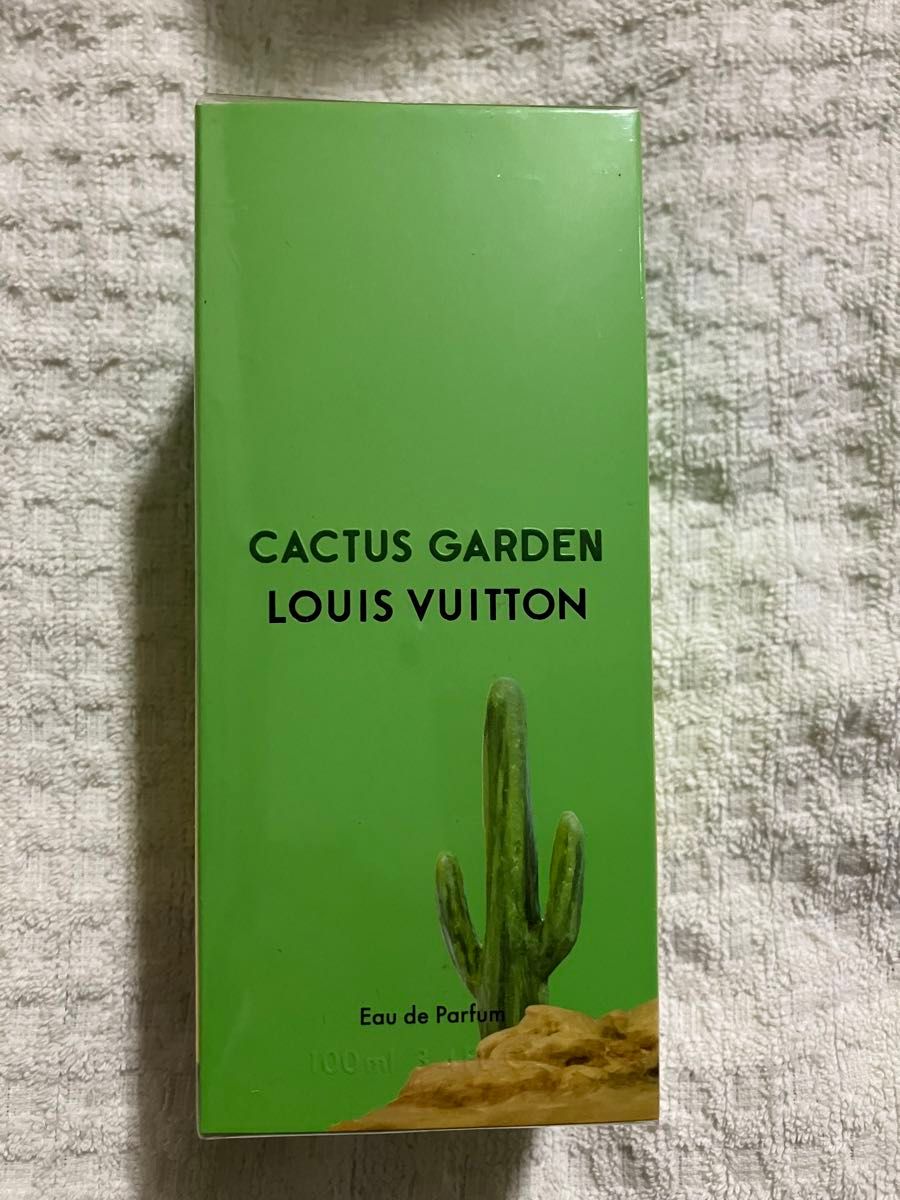 CACTUS GARDEN
LOUIS VUITTON
Eau de Parfum
100 ml